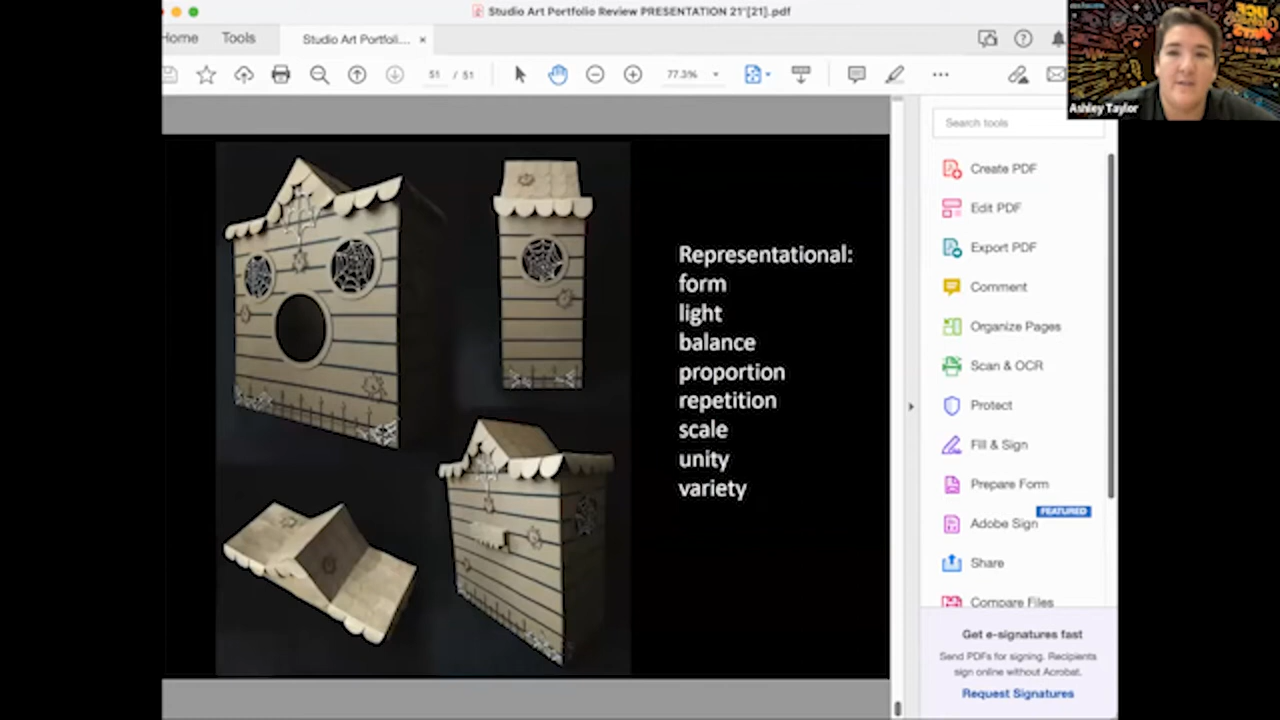 Studio Art Portfolio Review PRESENTATION 21"[21].pdf
Home
Tools
Studio Art Portfoli... ×
51 / 51
77.3%
Ashley Taylor
Search tools
Create PDF
Edit PDF
Export PDF
Comment
Organize Pages
Scan & OCR
Protect
Fill & Sign
Prepare Form
FEATURED
Adobe Sign
Share
Compare Files
Get e-signatures fast
Send PDFs for signing. Recipients
sign online without Acrobat.
Request Signatures
Representational:
form
light
balance
proportion
repetition
scale
unity
variety